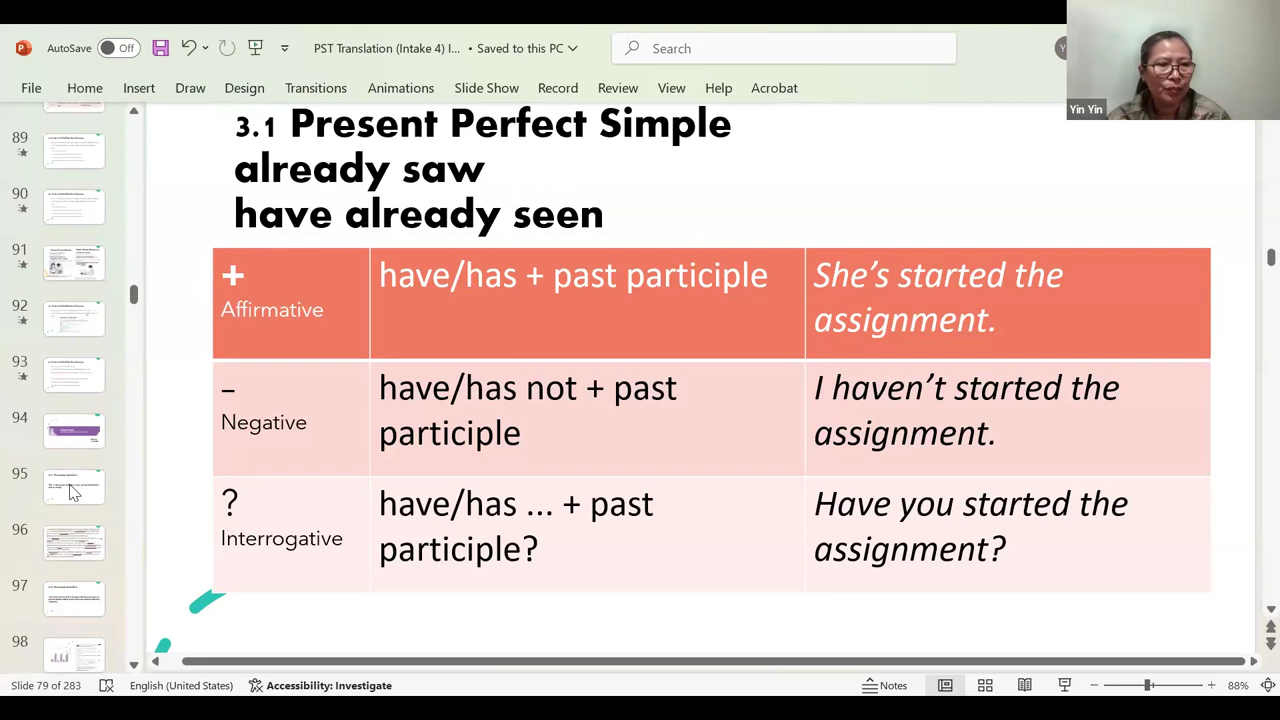 AutoSave
Off
PST Translation (Intake 4) I... • Saved to this PC
Search
Yin Yin
File Home Insert Draw Design Transitions Animations Slide Show Record Review View Help Acrobat
89
90
91
92
93
94
95
96
97
98
3.1 Present Perfect Simple
already saw
have already seen
+
Affirmative
have/has + past participle
She’s started the
assignment.
–
Negative
have/has not + past
participle
I haven’t started the
assignment.
?
Interrogative
have/has ... + past
participle?
Have you started the
assignment?
Slide 79 of 283
English (United States)
Accessibility: Investigate
Notes
88%